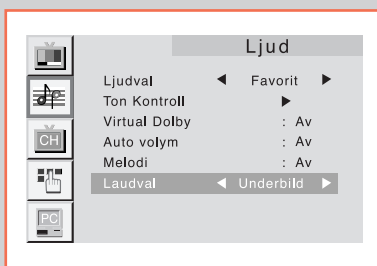 Ljud
Ljudval ◀ Favorit ▶
Ton Kontroll ▶
Virtual Dolby : Av
Auto volym : Av
Melodi : Av
Laudval ◀ Underbild ▶
CH
PC